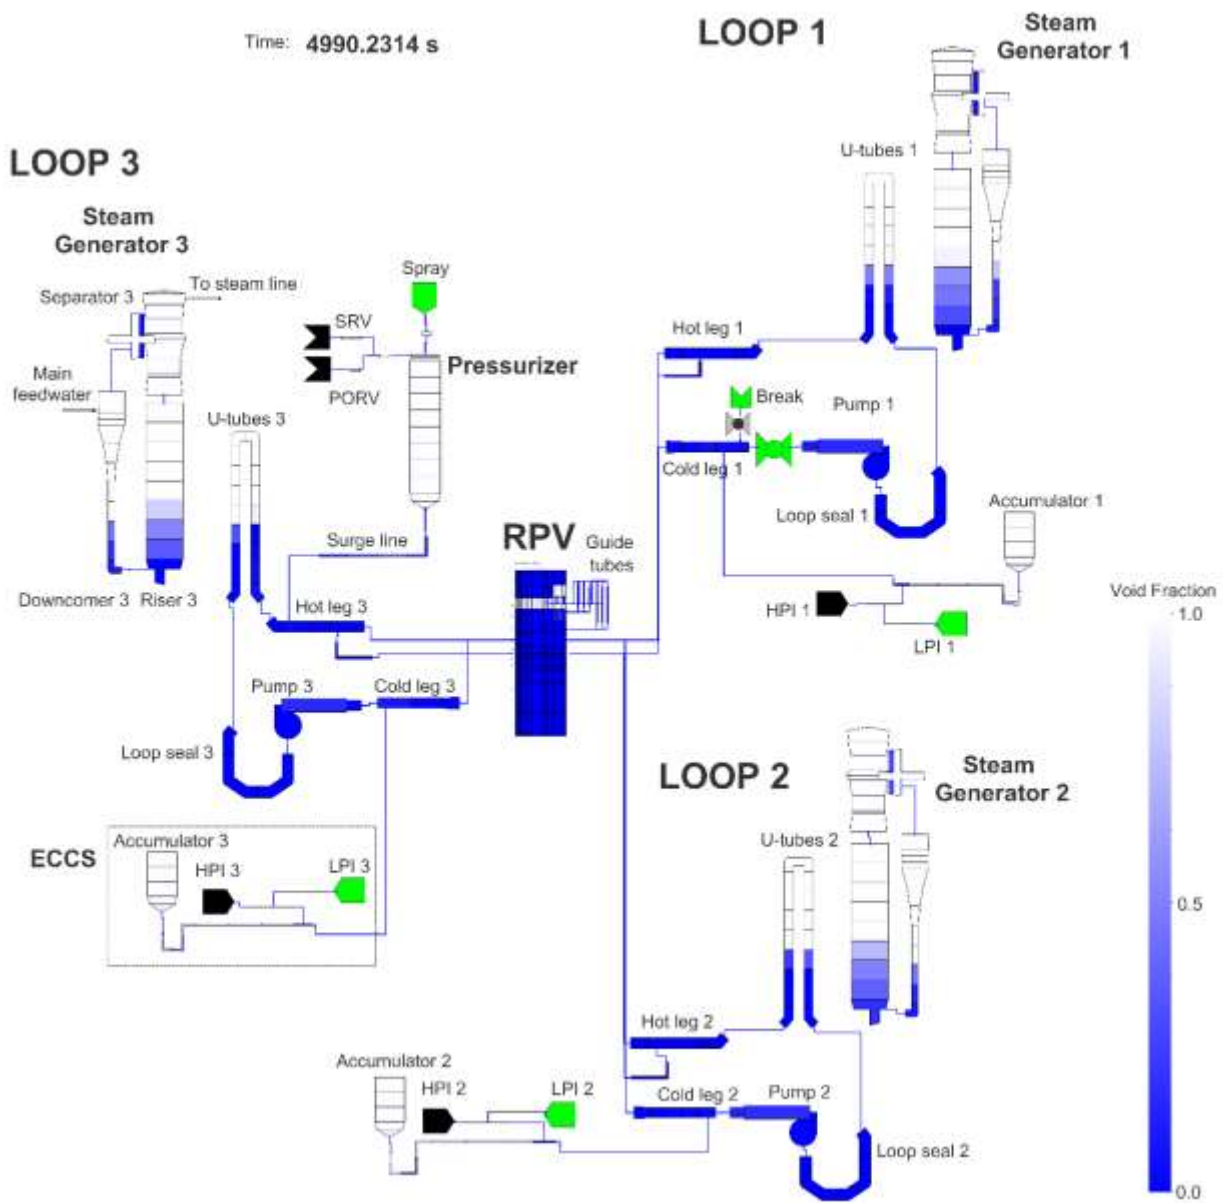 Time: 4990.2314 s
LOOP 1
Steam
Generator 1
U-tubes 1
LOOP 3
Steam
Generator 3
To steam line
Separator 3
Spray
SRV
Hot leg 1
Pressurizer
Main
feedwater
PORV
Break
Pump 1
U-tubes 3
Cold leg 1
Accumulator 1
Loop seal 1
RPV
Guide
tubes
Surge line
Void Fraction
Downcomer 3
Riser 3
Hot leg 3
HPI 1
1.0
LPI 1
Pump 3
Cold leg 3
Loop seal 3
LOOP 2
Steam
Generator 2
Accumulator 3
U-tubes 2
ECCS
HPI 3
LPI 3
0.5
Hot leg 2
Accumulator 2
HPI 2
LPI 2
Cold leg 2
Pump 2
Loop seal 2
0.0